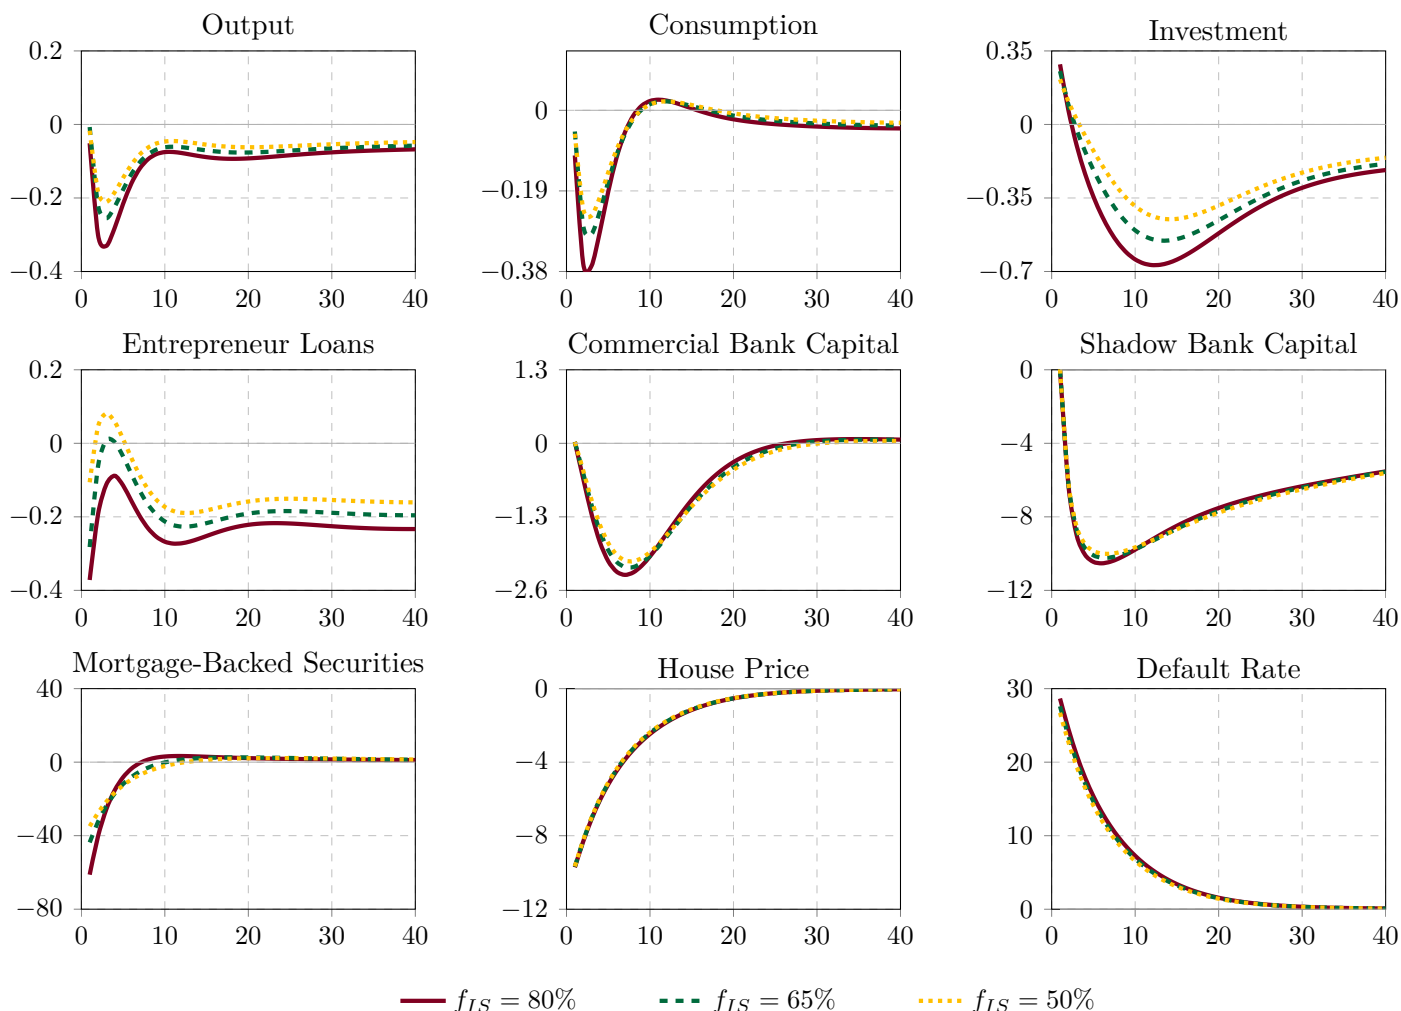 Output
0.2
0
−0.2
−0.4
0 10 20 30 40
Consumption
0
−0.19
−0.38
0 10 20 30 40
Investment
0.35
0
−0.35
−0.7
0 10 20 30 40
Entrepreneur Loans
0.2
0
−0.2
−0.4
0 10 20 30 40
Commercial Bank Capital
1.3
0
−1.3
−2.6
0 10 20 30 40
Shadow Bank Capital
0
−4
−8
−12
0 10 20 30 40
Mortgage-Backed Securities
40
0
−40
−80
0 10 20 30 40
House Price
0
−4
−8
−12
0 10 20 30 40
Default Rate
30
20
10
0
0 10 20 30 40
f_{IS} = 80% f_{IS} = 65% f_{IS} = 50%